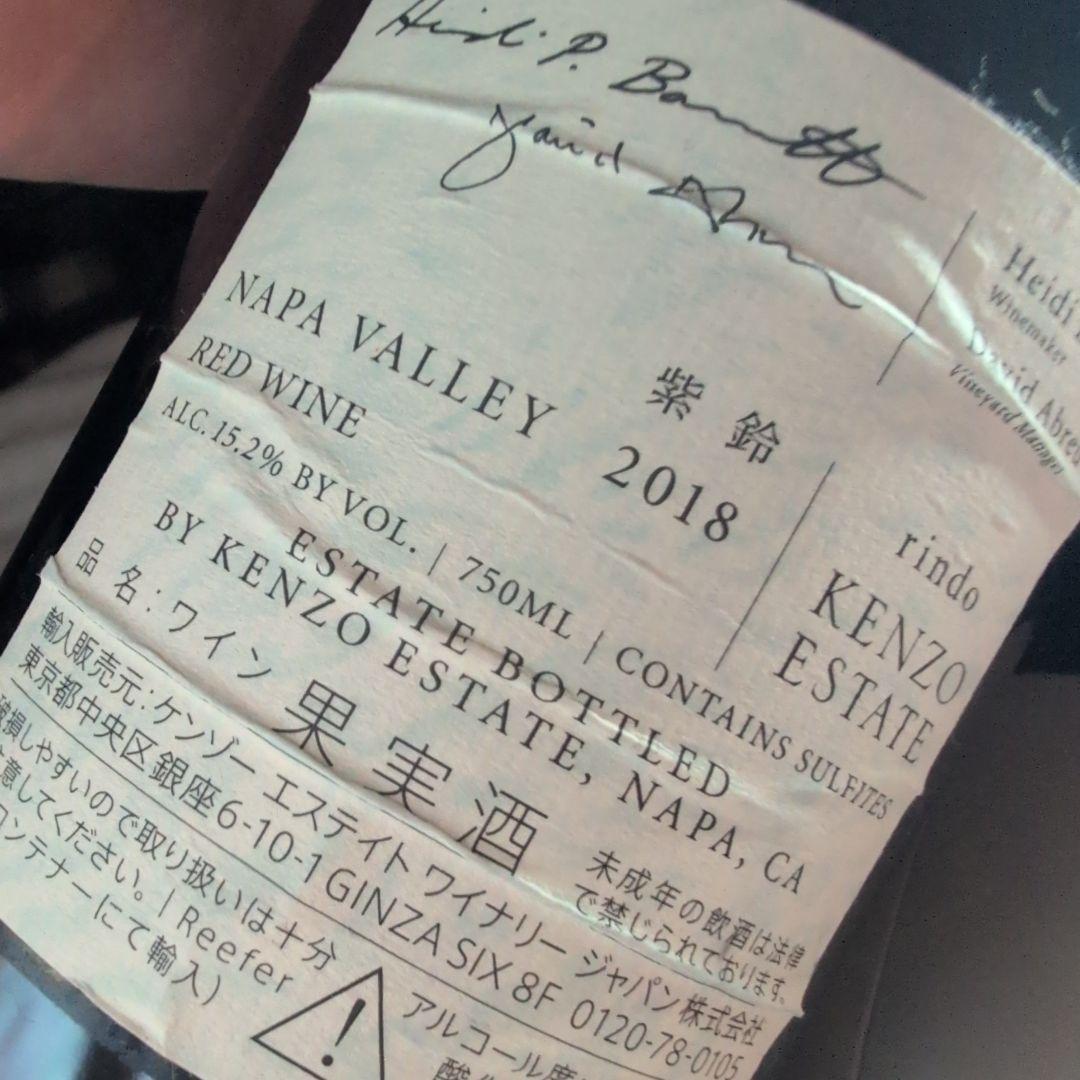 Heidi P. Barrett
David Abreu
Heidi
Winemaker
David Abreu
Vineyard Manager
紫鈴
NAPA VALLEY 2018
RED WINE
ALC. 15.2% BY VOL. | 750ML | CONTAINS SULFITES
rindo
KENZO
ESTATE
ESTATE BOTTLED
BY KENZO ESTATE, NAPA, CA
品名:ワイン 果実酒
未成年の飲酒は法律
で禁じられております。
輸入販売元:ケンゾー エステイト ワイナリー ジャパン株式会社
東京都中央区銀座6-10-1 GINZA SIX 8F 0120-78-0105
破損しやすいので取り扱いは十分
注意してください。| Reefer
コンテナーにて輸入)
アルコール度
酸